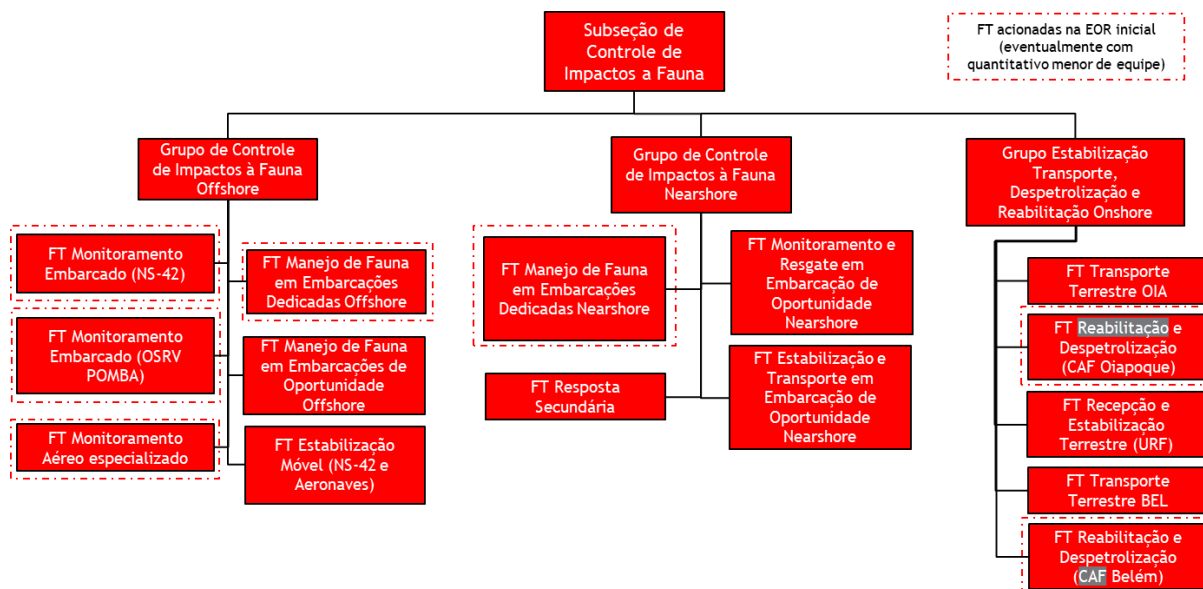 Subseção de
Controle de
Impactos a Fauna
FT acionadas na EOR inicial
(eventualmente com
quantitativo menor de
equipe)
Grupo de Controle
de Impactos à Fauna
Offshore
Grupo de Controle
de Impactos à Fauna
Nearshore
Grupo Estabilização
Transporte,
Despetrolização e
Reabilitação Onshore
FT Monitoramento
Embarcado (NS-42)
FT Manejo de Fauna
em Embarcações
Dedicadas Offshore
FT Monitoramento
Embarcado (OSRV
POMBA)
FT Manejo de Fauna
em Embarcações de
Oportunidade
Offshore
FT Monitoramento
Aéreo especializado
FT Estabilização
Móvel (NS-42 e
Aeronaves)
FT Manejo de Fauna
em Embarcações
Dedicadas Nearshore
FT Monitoramento e
Resgate em
Embarcação de
Oportunidade
Nearshore
FT Resposta
Secundária
FT Estabilização e
Transporte em
Embarcação de
Oportunidade
Nearshore
FT Transporte
Terrestre OIA
FT Reabilitação e
Despetrolização
(CAF Oiapoque)
FT Recepção e
Estabilização
Terrestre (URF)
FT Transporte
Terrestre BEL
FT Reabilitação e
Despetrolização
(CAF Belém)